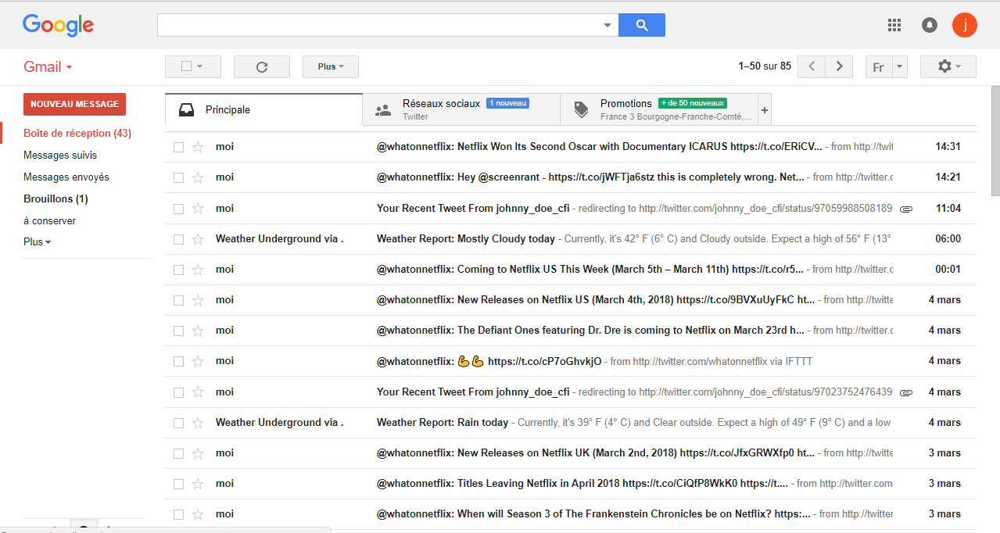 Google
j
Gmail
Plus
1–50 sur 85
Fr
NOUVEAU MESSAGE
Boîte de réception (43)
Messages suivis
Messages envoyés
Brouillons (1)
à conserver
Plus
Principale
Réseaux sociaux 1 nouveau
Twitter
Promotions + de 50 nouveaux
France 3 Bourgogne-Franche-Comté,...
+
moi @whatonnetflix: Netflix Won Its Second Oscar with Documentary ICARUS https://t.co/ERiCV... - from http://twit 14:31
moi @whatonnetflix: Hey @screenrant - https://t.co/jWFTja6stz this is completely wrong. Net... - from http://twitter.c 14:21
moi Your Recent Tweet From johnny_doe_cfi - redirecting to http://twitter.com/johnny_doe_cfi/status/97059988508189 11:04
Weather Underground via . Weather Report: Mostly Cloudy today - Currently, it's 42° F (6° C) and Cloudy outside. Expect a high of 56° F (13° 06:00
moi @whatonnetflix: Coming to Netflix US This Week (March 5th – March 11th) https://t.co/r5... - from http://twitter.c 00:01
moi @whatonnetflix: New Releases on Netflix US (March 4th, 2018) https://t.co/9BVXuUyFkC ht... - from http://twitte 4 mars
moi @whatonnetflix: The Defiant Ones featuring Dr. Dre is coming to Netflix on March 23rd h... - from http://twitter.c 4 mars
moi @whatonnetflix: 💪💪 https://t.co/cP7oGhvkjO - from http://twitter.com/whatonnetflix via IFTTT 4 mars
moi Your Recent Tweet From johnny_doe_cfi - redirecting to http://twitter.com/johnny_doe_cfi/status/97023752476439 4 mars
Weather Underground via . Weather Report: Rain today - Currently, it's 39° F (4° C) and Clear outside. Expect a high of 49° F (9° C) and a low 4 mars
moi @whatonnetflix: New Releases on Netflix UK (March 2nd, 2018) https://t.co/JfxGRWXfp0 ht... - from http://twitte 3 mars
moi @whatonnetflix: Titles Leaving Netflix in April 2018 https://t.co/CiQfP8WkK0 https://t.... - from http://twitter.com 3 mars
moi @whatonnetflix: When will Season 3 of The Frankenstein Chronicles be on Netflix? https:... - from http://twitter 3 mars